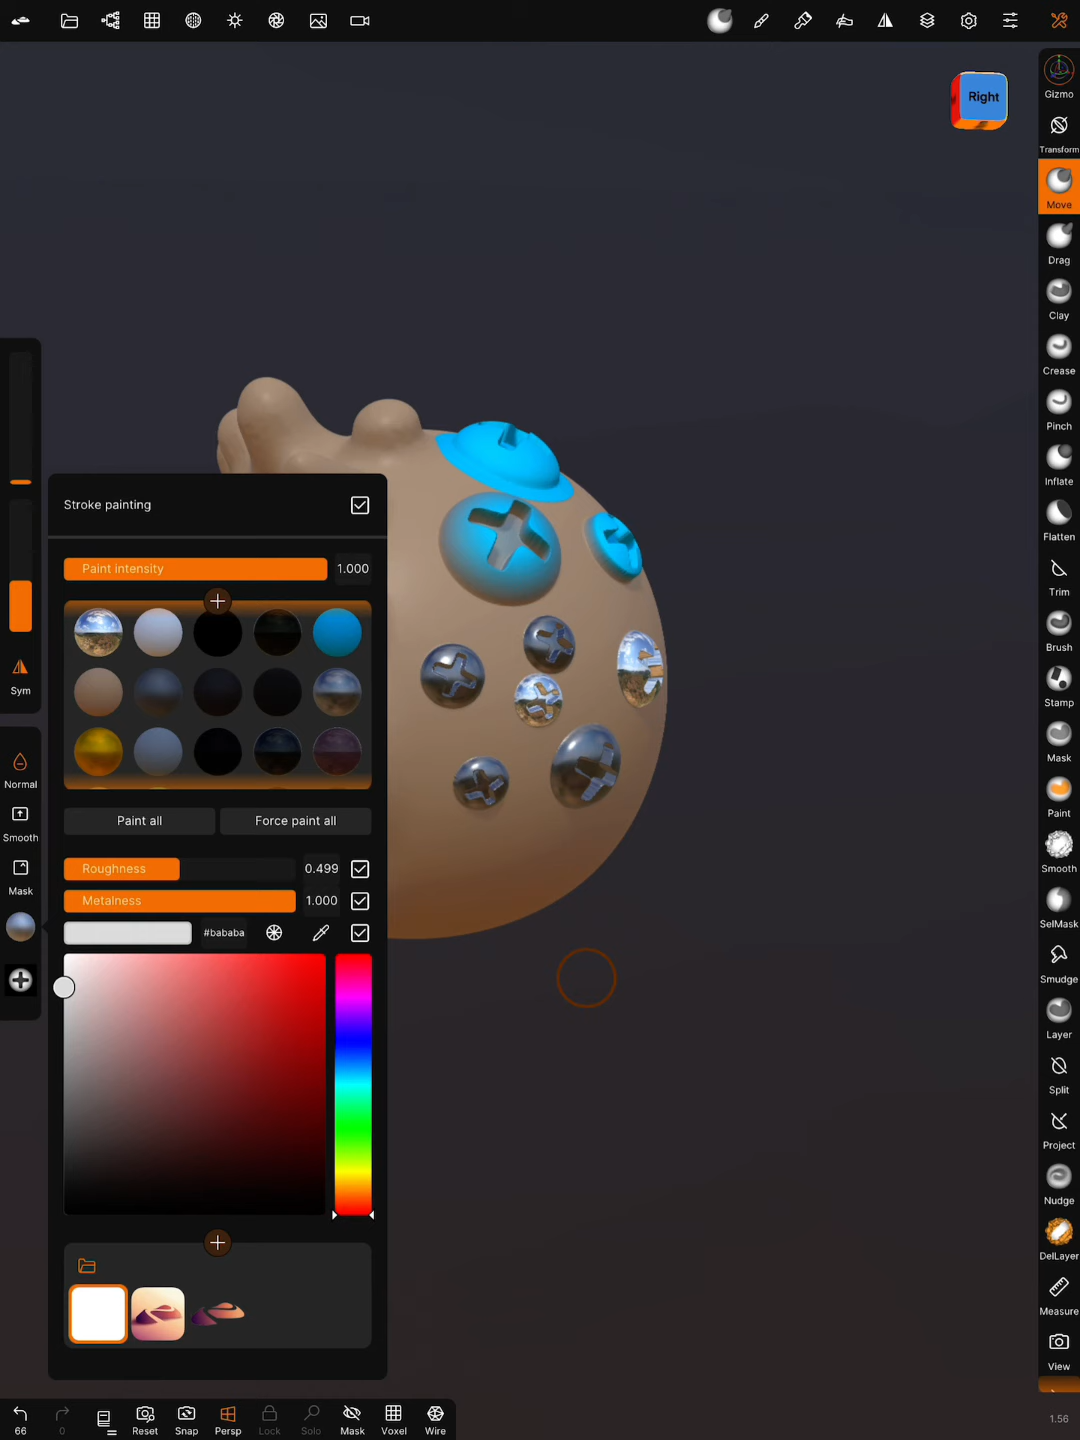 Right
Gizmo
Transform
Move
Drag
Clay
Crease
Pinch
Inflate
Flatten
Trim
Brush
Stamp
Mask
Paint
Smooth
SelMask
Smudge
Layer
Split
Project
Nudge
DelLayer
Measure
View
1.56
Sym
Normal
Smooth
Mask
Stroke painting
Paint intensity 1.000
Paint all Force paint all
Roughness 0.499
Metalness 1.000
#bababa
66 0 Reset Snap Persp Lock Solo Mask Voxel Wire